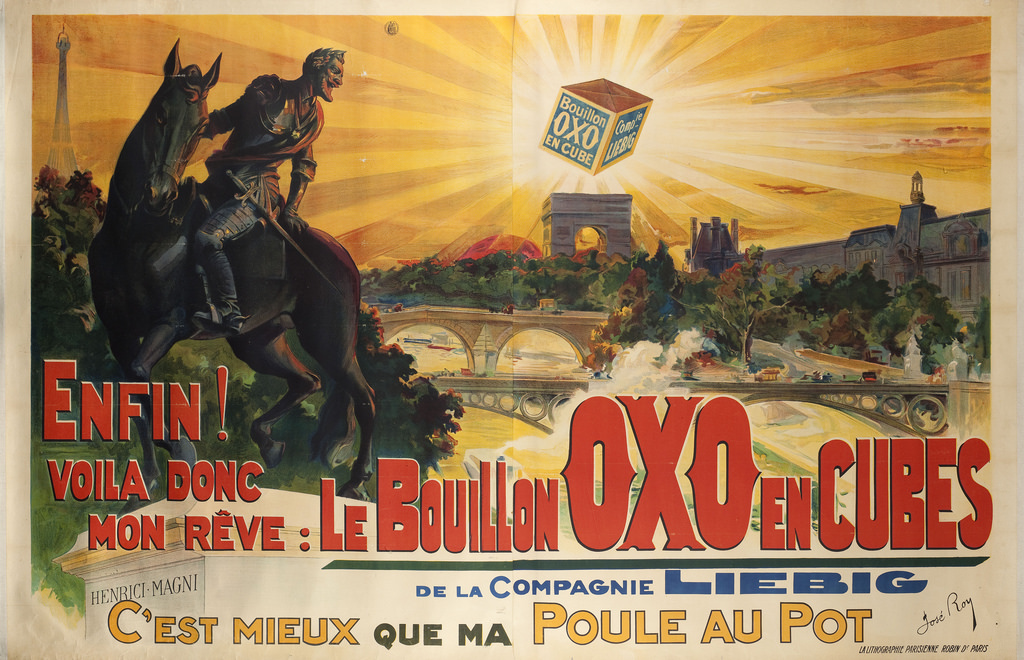 Bouillon
OXO
EN CUBE
Compie
LIEBIG
ENFIN!
VOILA DONC
MON RÊVE : LE BOUILLON OXO EN CUBES
HENRICI·MAGNI
DE LA COMPAGNIE LIEBIG
C'EST MIEUX QUE MA POULE AU POT
José Roy
LA LITHOGRAPHIE PARISIENNE ROBIN Dr PARIS